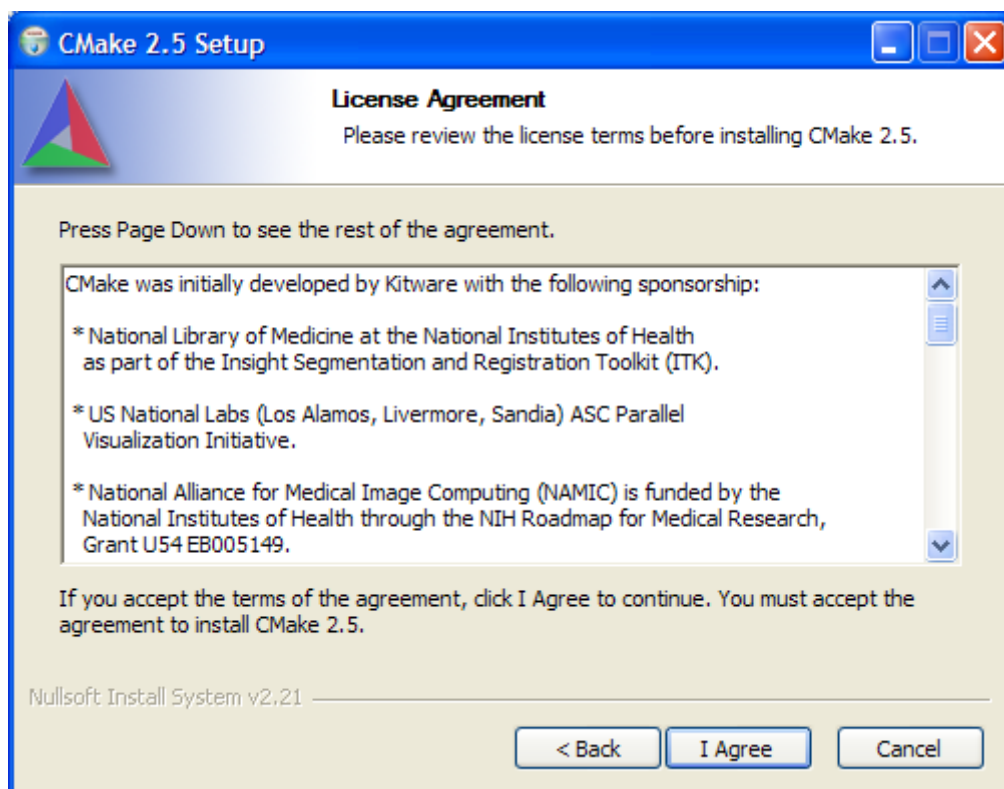 CMake 2.5 Setup
License Agreement
Please review the license terms before installing CMake 2.5.
Press Page Down to see the rest of the agreement.
CMake was initially developed by Kitware with the following sponsorship:
* National Library of Medicine at the National Institutes of Health
as part of the Insight Segmentation and Registration Toolkit (ITK).
* US National Labs (Los Alamos, Livermore, Sandia) ASC Parallel
Visualization Initiative.
* National Alliance for Medical Image Computing (NAMIC) is funded by the
National Institutes of Health through the NIH Roadmap for Medical Research,
Grant U54 EB005149.
If you accept the terms of the agreement, click I Agree to continue. You must accept the
agreement to install CMake 2.5.
Nullsoft Install System v2.21
< Back
I Agree
Cancel